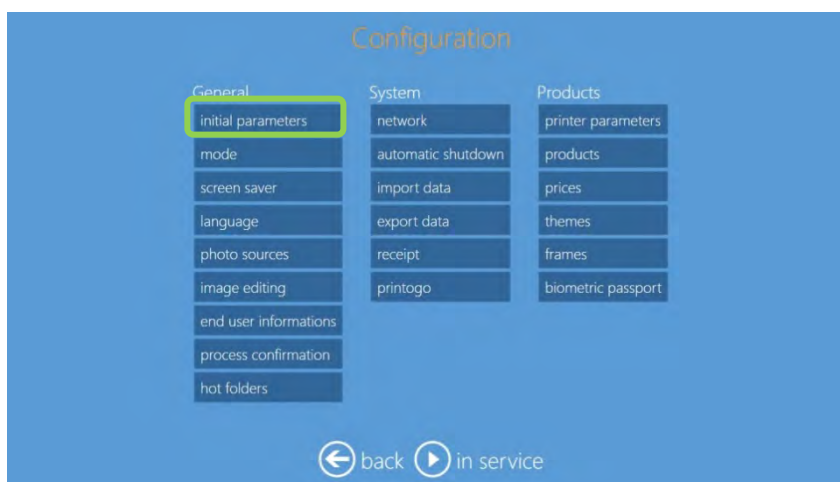 Configuration
General
initial parameters
mode
screen saver
language
photo sources
image editing
end user informations
process confirmation
hot folders
System
network
automatic shutdown
import data
export data
receipt
printogo
Products
printer parameters
products
prices
themes
frames
biometric passport
back in service